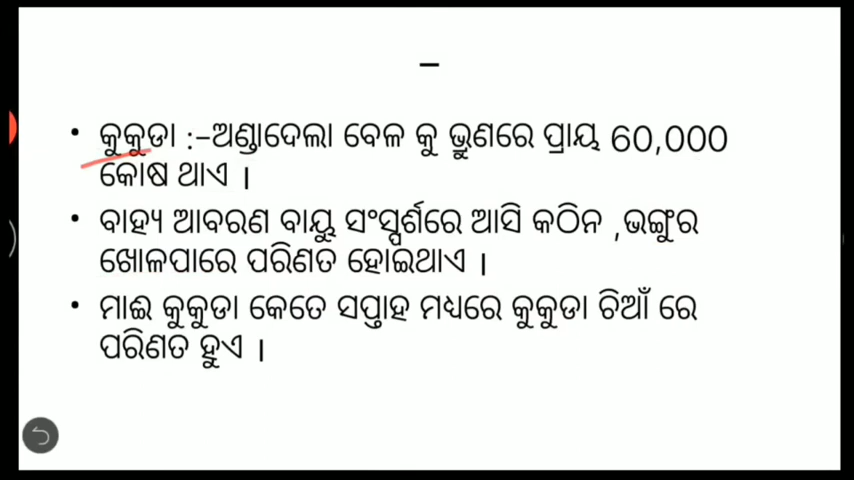 –
• କୁକୁଡା :–ଅଣ୍ଡାଦେଲା ବେଳ କୁ ଭ୍ରୁଣରେ ପ୍ରାୟ 60,000
କୋଷ ଥାଏ ।
• ବାହ୍ୟ ଆବରଣ ବାୟୁ ସଂସ୍ପର୍ଶରେ ଆସି କଠିନ ,ଭଙ୍ଗୁର
ଖୋଳପାରେ ପରିଣତ ହୋଇଥାଏ ।
• ମାଈ କୁକୁଡା କେତେ ସପ୍ତାହ ମଧ୍ୟରେ କୁକୁଡା ଚିଆଁ ରେ
ପରିଣତ ହୁଏ ।